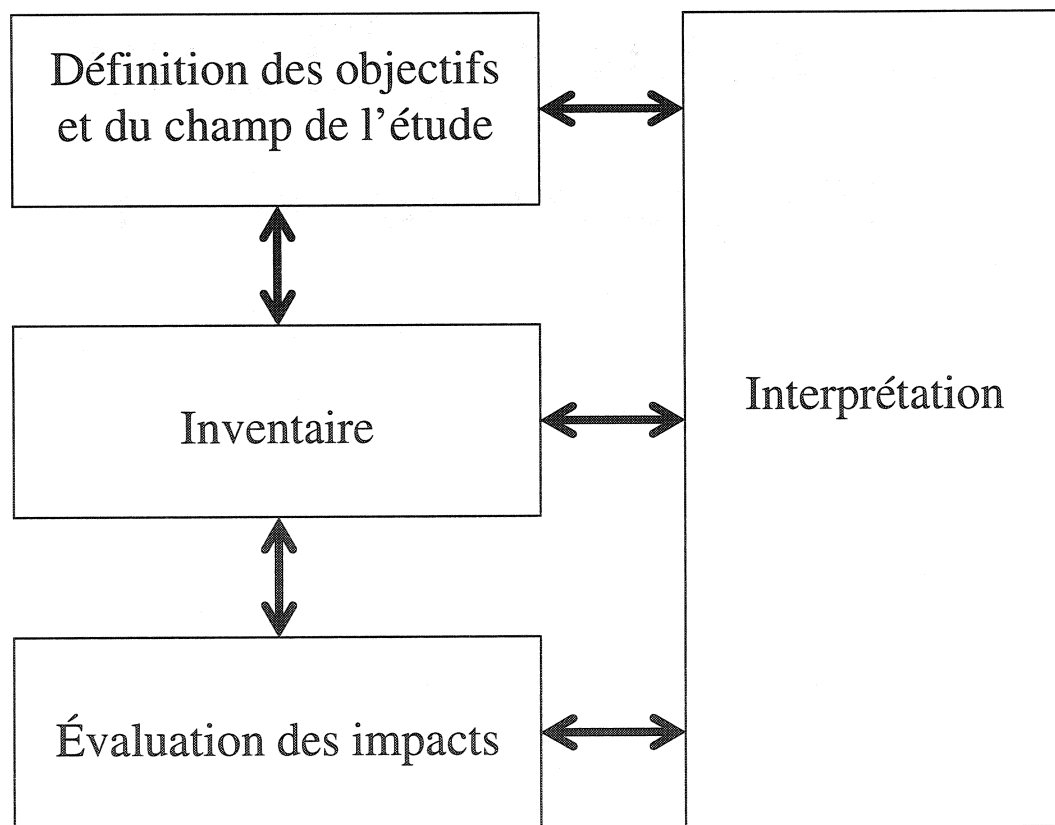 Définition des objectifs
et du champ de l’étude
Inventaire
Interprétation
Évaluation des impacts